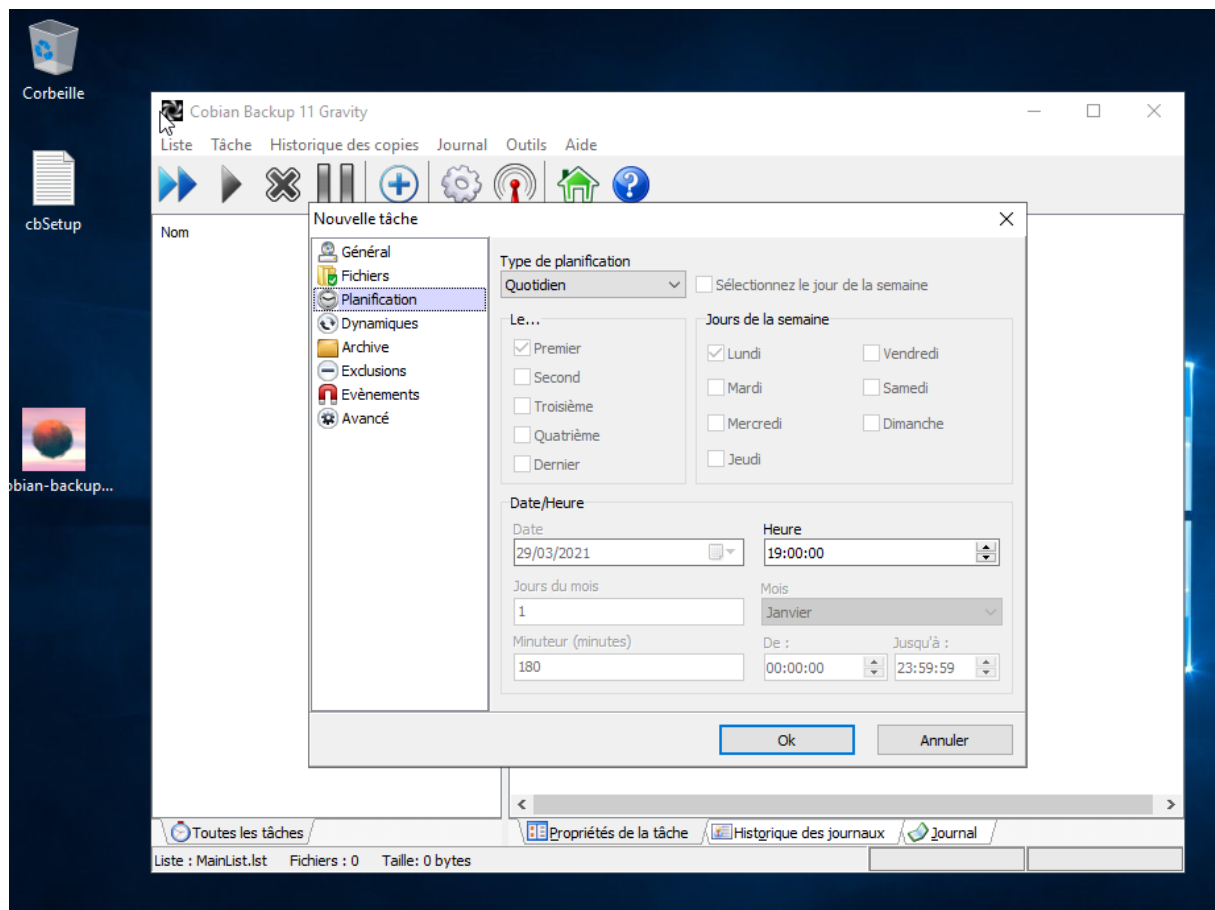 Corbeille
cbSetup
obian-backup...
Cobian Backup 11 Gravity
Liste Tâche Historique des copies Journal Outils Aide
Nom
Nouvelle tâche
Général
Fichiers
Planification
Dynamiques
Archive
Exclusions
Evènements
Avancé
Type de planification
Quotidien
Sélectionnez le jour de la semaine
Le...
Premier
Second
Troisième
Quatrième
Dernier
Jours de la semaine
Lundi Vendredi
Mardi Samedi
Mercredi Dimanche
Jeudi
Date/Heure
Date Heure
29/03/2021 19:00:00
Jours du mois Mois
1 Janvier
Minuteur (minutes) De : Jusqu'à :
180 00:00:00 23:59:59
Ok Annuler
Toutes les tâches
Propriétés de la tâche Historique des journaux Journal
Liste : MainList.lst Fichiers : 0 Taille: 0 bytes